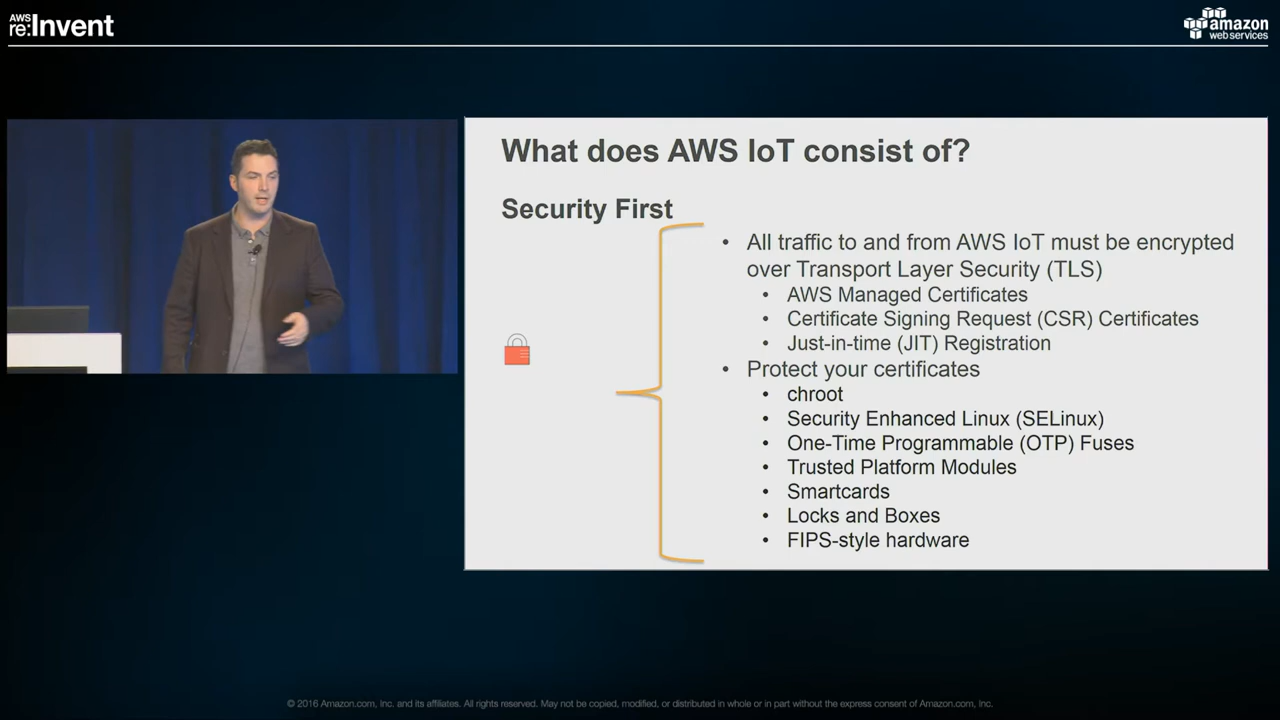 AWS
re:Invent
amazon
web services
What does AWS IoT consist of?
Security First
• All traffic to and from AWS IoT must be encrypted
over Transport Layer Security (TLS)
• AWS Managed Certificates
• Certificate Signing Request (CSR) Certificates
• Just-in-time (JIT) Registration
• Protect your certificates
• chroot
• Security Enhanced Linux (SELinux)
• One-Time Programmable (OTP) Fuses
• Trusted Platform Modules
• Smartcards
• Locks and Boxes
• FIPS-style hardware
© 2016 Amazon.com, Inc. and its affiliates. All rights reserved. May not be copied, modified, or distributed in whole or in part without the express consent of Amazon.com, Inc.